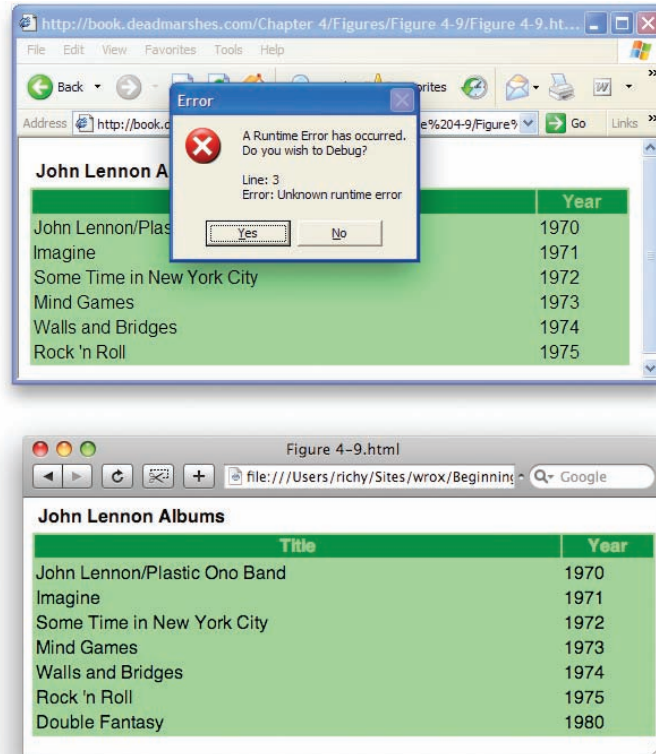 http://book.deadmarshes.com/Chapter 4/Figures/Figure 4-9/Figure 4-9.ht...
File Edit View Favorites Tools Help
Back
orites
Address http://book.d
e%204-9/Figure%
Go
Links
Error
A Runtime Error has occurred.
Do you wish to Debug?
Line: 3
Error: Unknown runtime error
Yes No
John Lennon A
Year
John Lennon/Plas 1970
Imagine 1971
Some Time in New York City 1972
Mind Games 1973
Walls and Bridges 1974
Rock 'n Roll 1975
Figure 4-9.html
file:///Users/richy/Sites/wrox/Beginning
Google
John Lennon Albums
Title Year
John Lennon/Plastic Ono Band 1970
Imagine 1971
Some Time in New York City 1972
Mind Games 1973
Walls and Bridges 1974
Rock 'n Roll 1975
Double Fantasy 1980